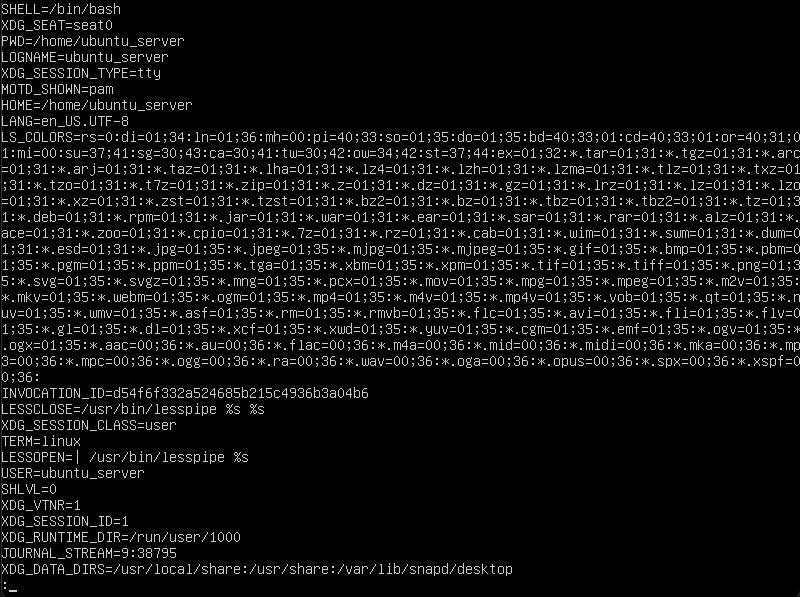 SHELL=/bin/bash
XDG_SEAT=seat0
PWD=/home/ubuntu_server
LOGNAME=ubuntu_server
XDG_SESSION_TYPE=tty
MOTD_SHOWN=pam
HOME=/home/ubuntu_server
LANG=en_US.UTF-8
LS_COLORS=rs=0:di=01;34:ln=01;36:mh=00:pi=40;33:so=01;35:do=01;35:bd=40;33;01:cd=40;33;01:or=40;31;0
1:mi=00:su=37;41:sg=30;43:ca=30;41:tw=30;42:ow=34;42:st=37;44:ex=01;32:*.tar=01;31:*.tgz=01;31:*.arc
=01;31:*.arj=01;31:*.taz=01;31:*.lha=01;31:*.lz4=01;31:*.lzh=01;31:*.lzma=01;31:*.tlz=01;31:*.txz=01
;31:*.tzo=01;31:*.t7z=01;31:*.zip=01;31:*.z=01;31:*.dz=01;31:*.gz=01;31:*.lrz=01;31:*.lz=01;31:*.lzo
=01;31:*.xz=01;31:*.zst=01;31:*.tzst=01;31:*.bz2=01;31:*.bz=01;31:*.tbz=01;31:*.tbz2=01;31:*.tz=01;3
1:*.deb=01;31:*.rpm=01;31:*.jar=01;31:*.war=01;31:*.ear=01;31:*.sar=01;31:*.rar=01;31:*.alz=01;31:*.
ace=01;31:*.zoo=01;31:*.cpio=01;31:*.7z=01;31:*.rz=01;31:*.cab=01;31:*.wim=01;31:*.swm=01;31:*.dwm=0
1;31:*.esd=01;31:*.jpg=01;35:*.jpeg=01;35:*.mjpg=01;35:*.mjpeg=01;35:*.gif=01;35:*.bmp=01;35:*.pbm=0
1;35:*.pgm=01;35:*.ppm=01;35:*.tga=01;35:*.xbm=01;35:*.xpm=01;35:*.tif=01;35:*.tiff=01;35:*.png=01;3
5:*.svg=01;35:*.svgz=01;35:*.mng=01;35:*.pcx=01;35:*.mov=01;35:*.mpg=01;35:*.mpeg=01;35:*.m2v=01;35:
*.mkv=01;35:*.webm=01;35:*.ogm=01;35:*.mp4=01;35:*.m4v=01;35:*.mp4v=01;35:*.vob=01;35:*.qt=01;35:*.n
uv=01;35:*.wmv=01;35:*.asf=01;35:*.rm=01;35:*.rmvb=01;35:*.flc=01;35:*.avi=01;35:*.fli=01;35:*.flv=0
1;35:*.gl=01;35:*.dl=01;35:*.xcf=01;35:*.xwd=01;35:*.yuv=01;35:*.cgm=01;35:*.emf=01;35:*.ogv=01;35:*
.ogx=01;35:*.aac=00;36:*.au=00;36:*.flac=00;36:*.m4a=00;36:*.mid=00;36:*.midi=00;36:*.mka=00;36:*.mp
3=00;36:*.mpc=00;36:*.ogg=00;36:*.ra=00;36:*.wav=00;36:*.oga=00;36:*.opus=00;36:*.spx=00;36:*.xspf=0
0;36:
INVOCATION_ID=d54f6f332a524685b215c4936b3a04b6
LESSCLOSE=/usr/bin/lesspipe %s %s
XDG_SESSION_CLASS=user
TERM=linux
LESSOPEN=| /usr/bin/lesspipe %s
USER=ubuntu_server
SHLVL=0
XDG_VTNR=1
XDG_SESSION_ID=1
XDG_RUNTIME_DIR=/run/user/1000
JOURNAL_STREAM=9:38795
XDG_DATA_DIRS=/usr/local/share:/usr/share:/var/lib/snapd/desktop
:_